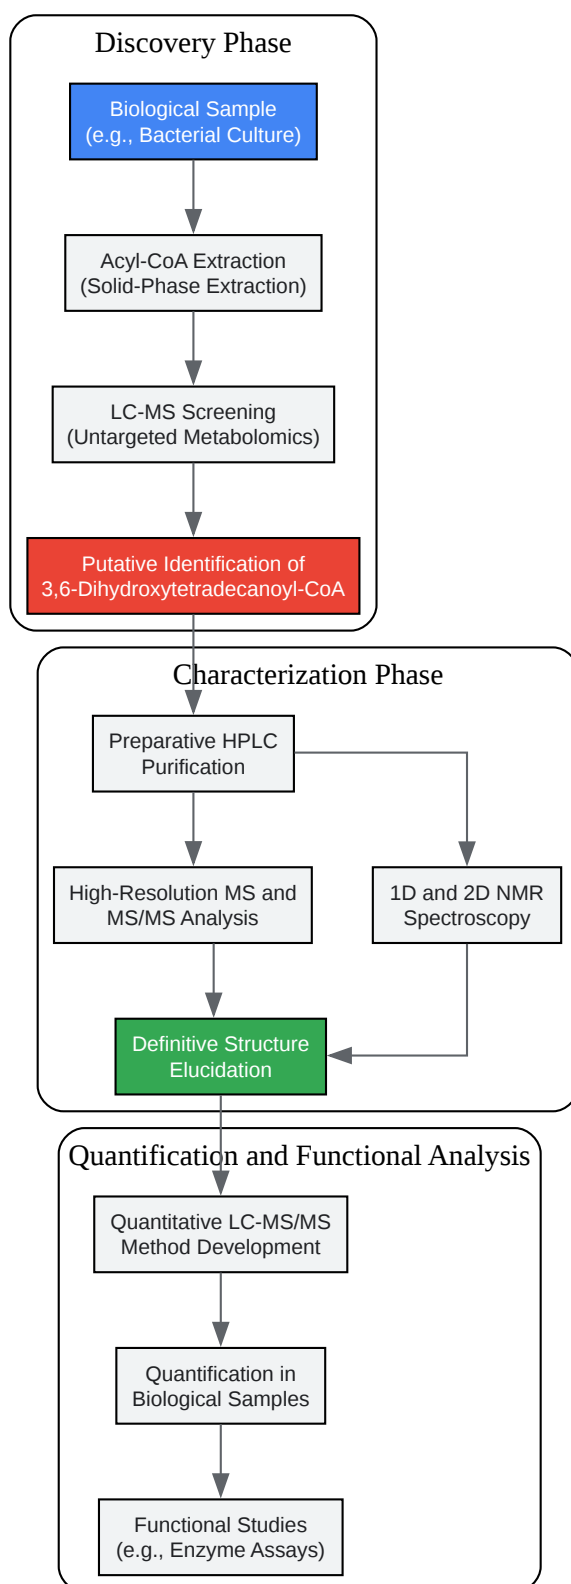 Discovery Phase
Biological Sample
(e.g., Bacterial Culture)
Acyl-CoA Extraction
(Solid-Phase Extraction)
LC-MS Screening
(Untargeted Metabolomics)
Putative Identification of
3,6-Dihydroxytetradecanoyl-CoA
Characterization Phase
Preparative HPLC
Purification
High-Resolution MS and
MS/MS Analysis
1D and 2D NMR
Spectroscopy
Definitive Structure
Elucidation
Quantification and Functional Analysis
Quantitative LC-MS/MS
Method Development
Quantification in
Biological Samples
Functional Studies
(e.g., Enzyme Assays)